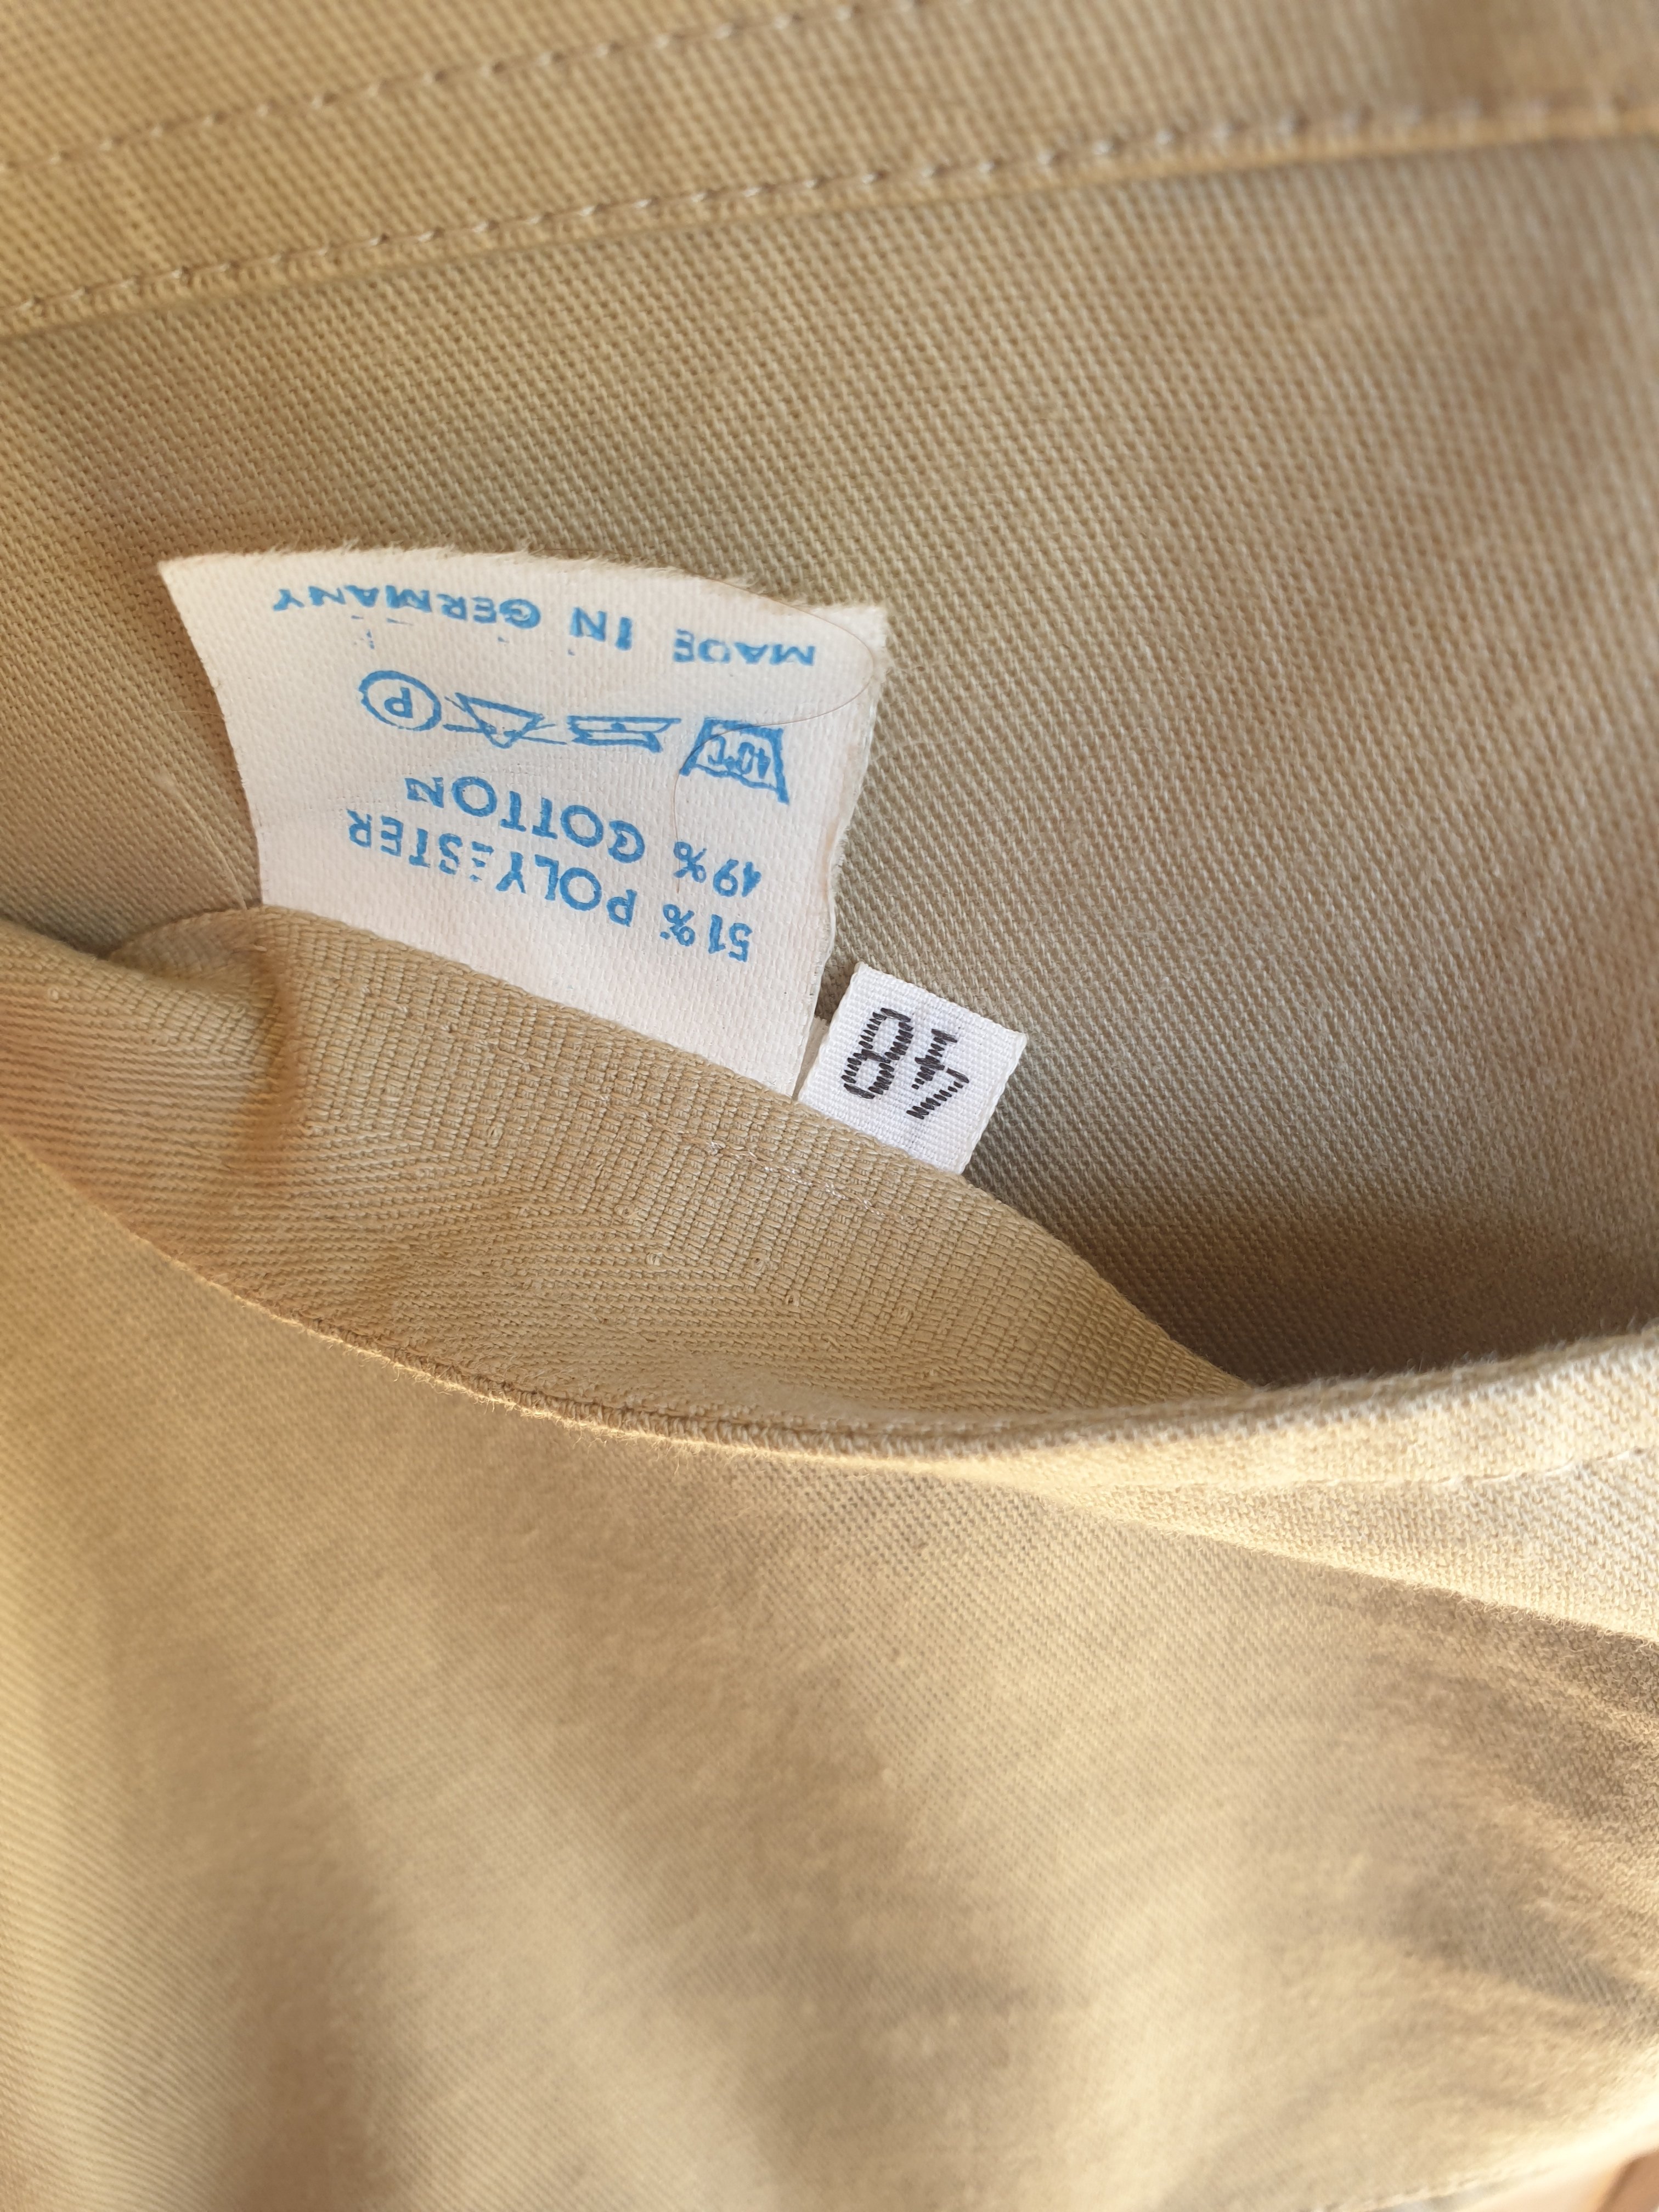 51% POLYESTER
49% COTTON
40°C P
MADE IN GERMANY
48